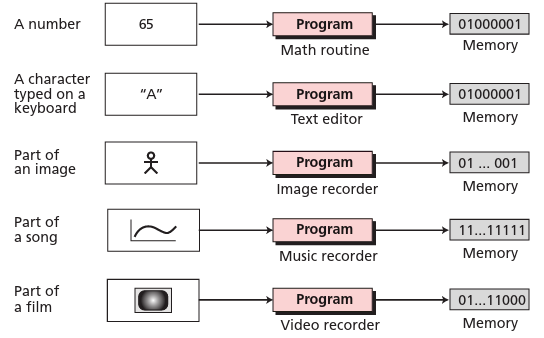 A number
65
Program
Math routine
01000001
Memory
A character
typed on a
keyboard
“A”
Program
Text editor
01000001
Memory
Part of
an image
Program
Image recorder
01 ... 001
Memory
Part of
a song
Program
Music recorder
11...11111
Memory
Part of
a film
Program
Video recorder
01...11000
Memory